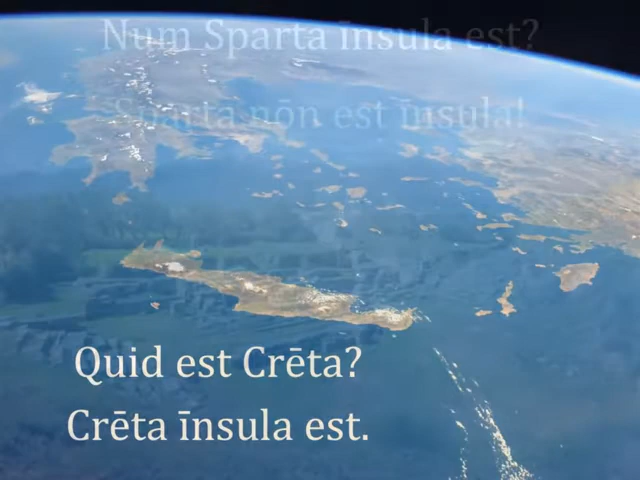 Num Sparta īnsula est?
Sparta nōn est īnsula!
Quid est Crēta?
Crēta īnsula est.